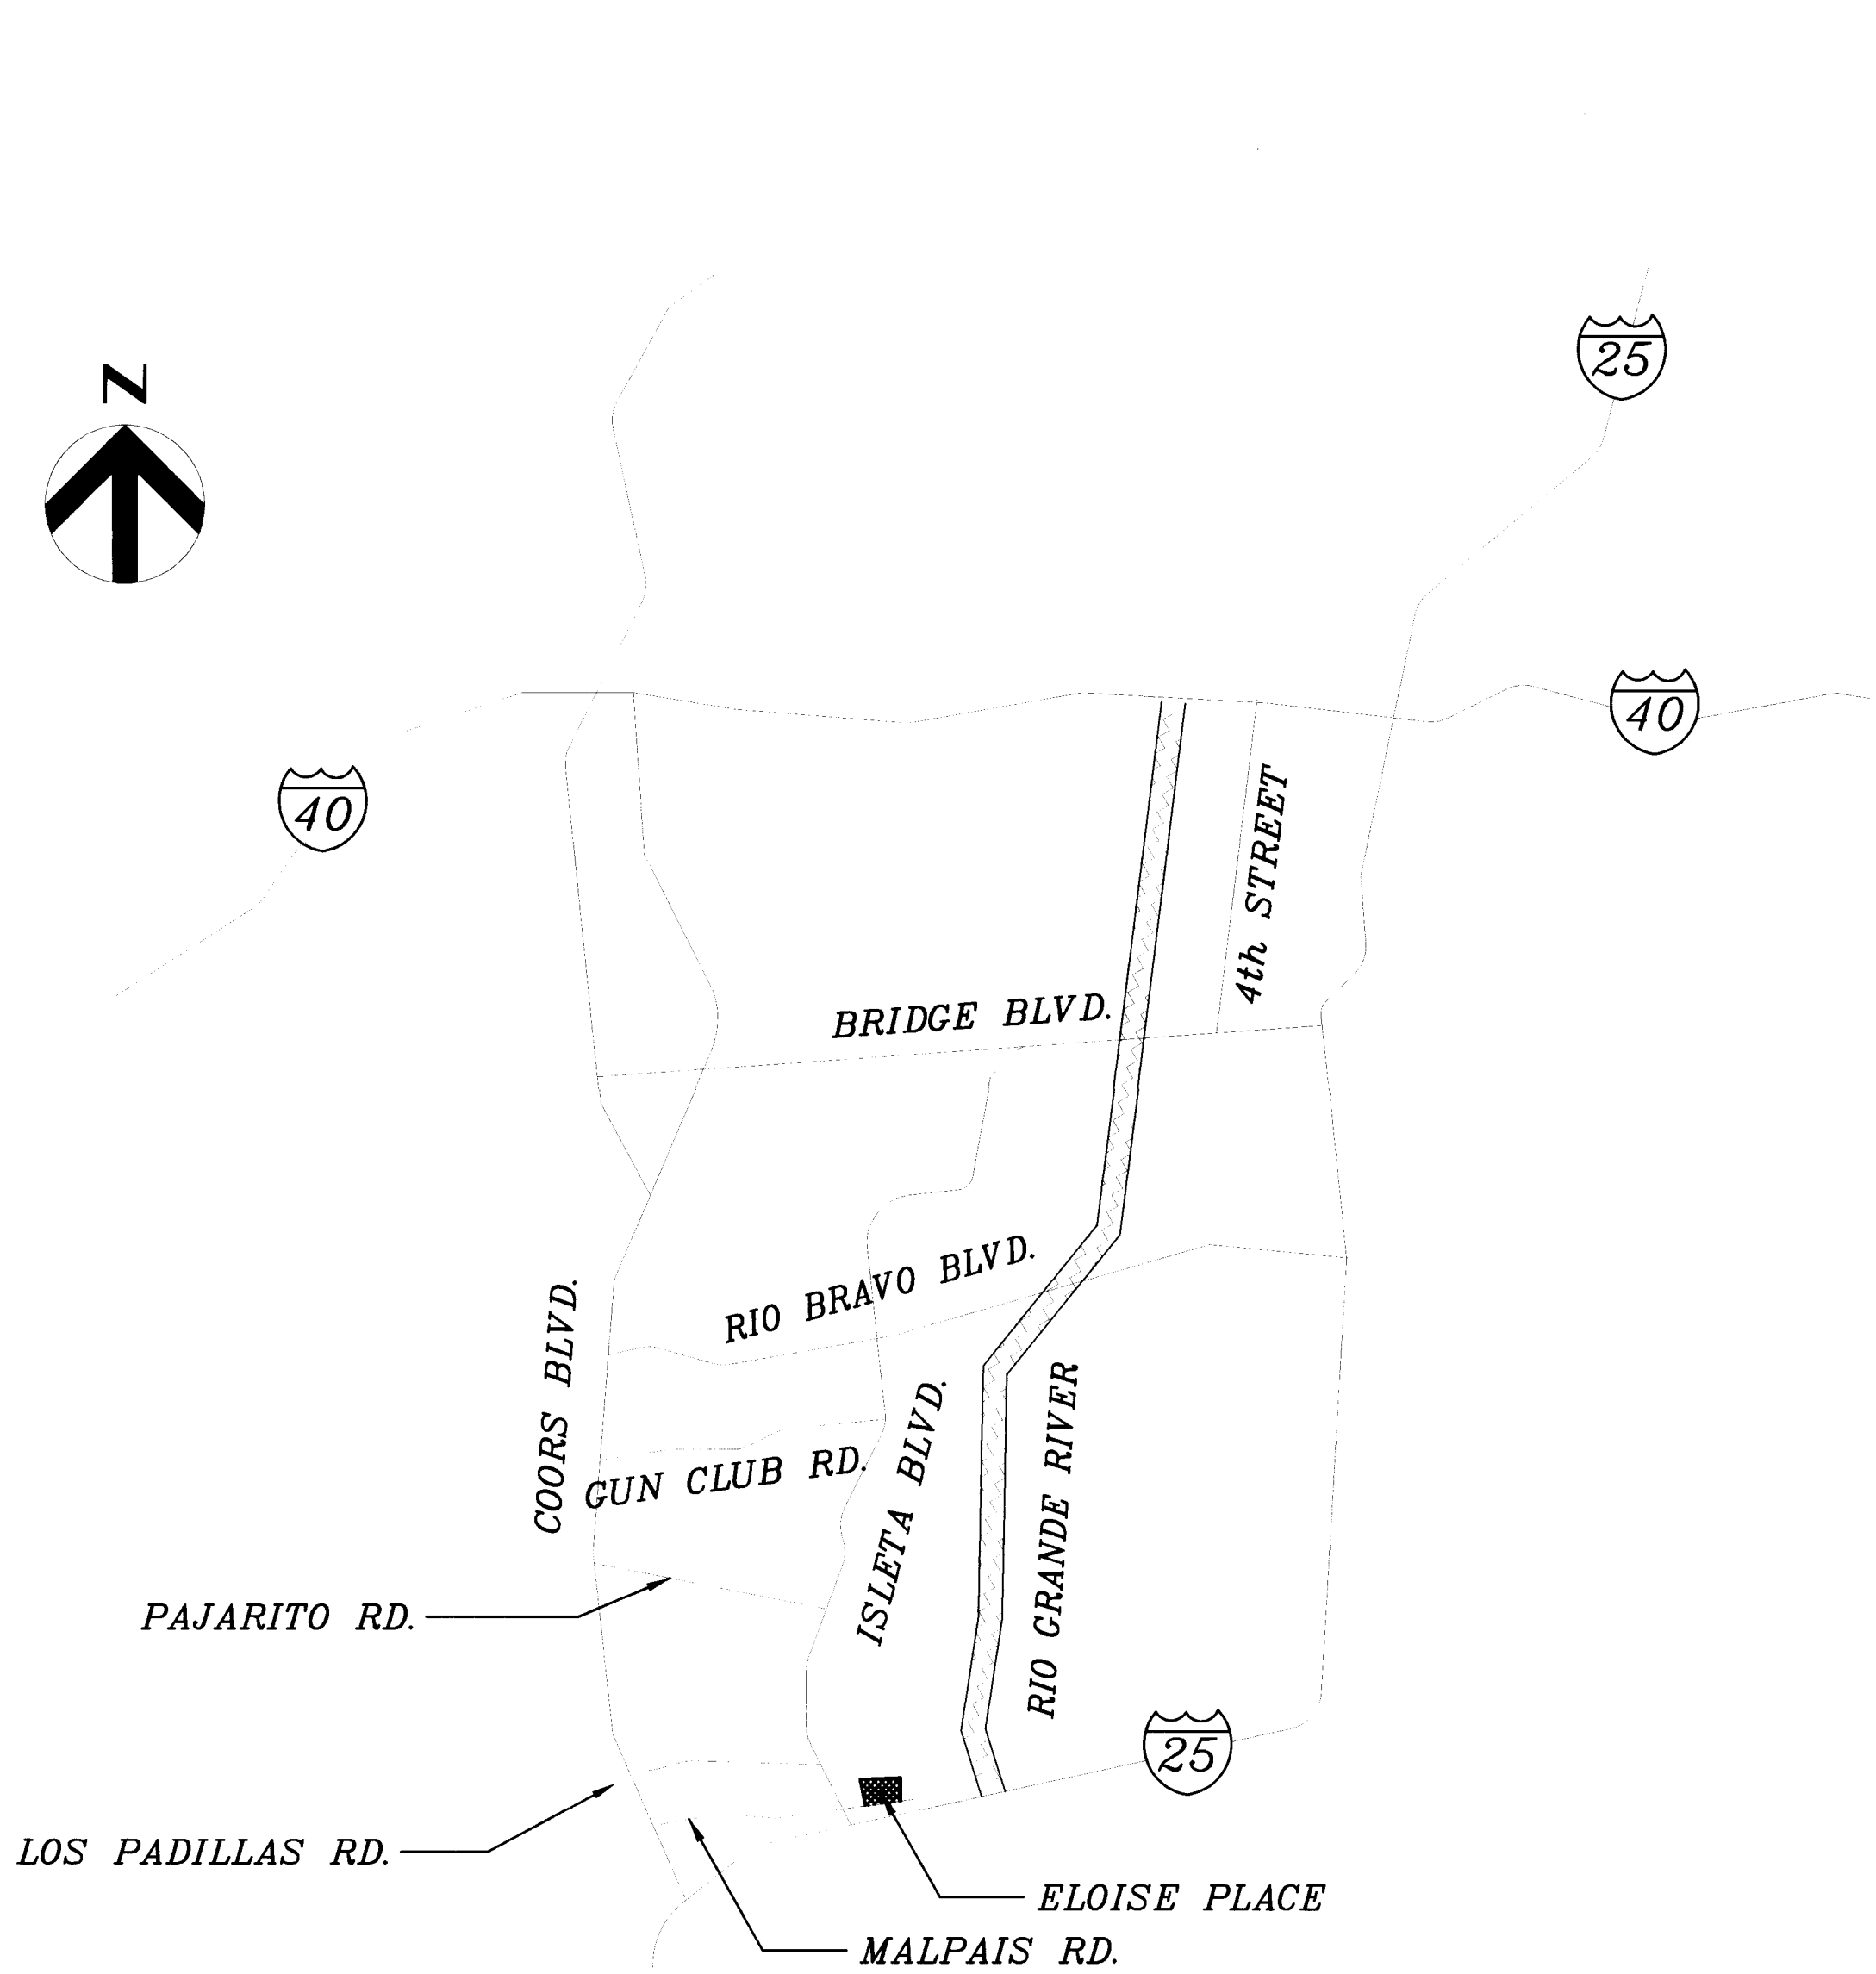 N
25
40
40
4th STREET
BRIDGE BLVD.
RIO BRAVO BLVD.
COORS BLVD.
GUN CLUB RD.
ISLETA BLVD.
RIO GRANDE RIVER
PAJARITO RD.
25
LOS PADILLAS RD.
ELOISE PLACE
MALPAIS RD.